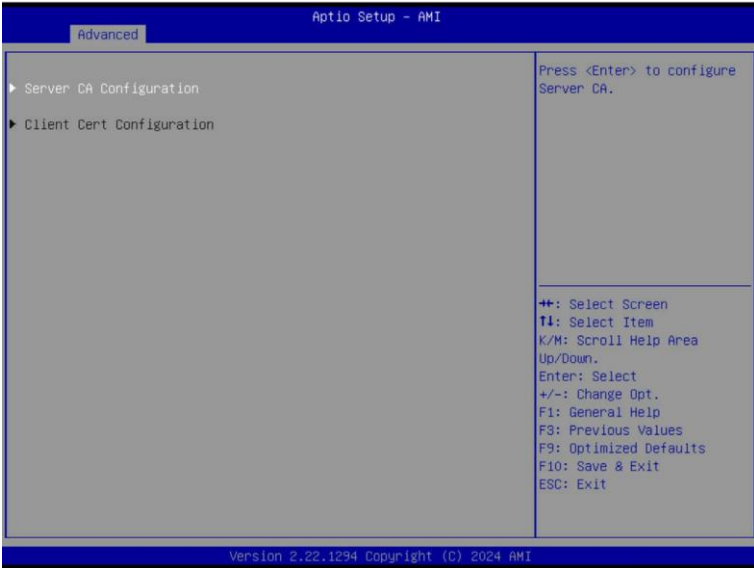 Aptio Setup – AMI
Advanced
▶ Server CA Configuration
▶ Client Cert Configuration
Press <Enter> to configure
Server CA.
→←: Select Screen
↑↓: Select Item
K/M: Scroll Help Area
Up/Down.
Enter: Select
+/-: Change Opt.
F1: General Help
F3: Previous Values
F9: Optimized Defaults
F10: Save & Exit
ESC: Exit
Version 2.22.1294 Copyright (C) 2024 AMI